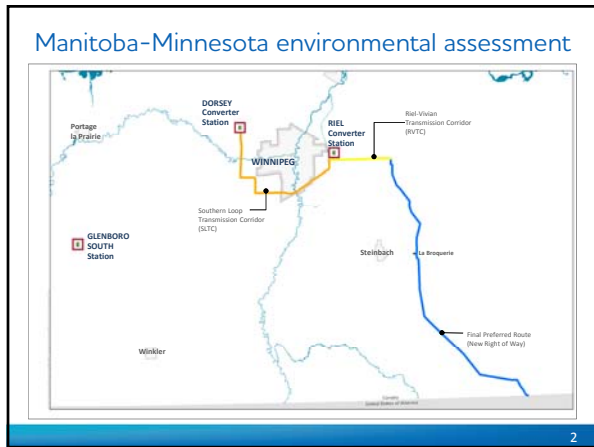 Manitoba-Minnesota environmental assessment
DORSEY
Converter
Station
Portage
la Prairie
RIEL
Converter
Station
Riel-Vivian
Transmission Corridor
(RVTC)
WINNIPEG
Southern Loop
Transmission Corridor
(SLTC)
GLENBORO
SOUTH
Station
Steinbach
La Broquerie
Winkler
Final Preferred Route
(New Right of Way)
Canada
United States of America
2